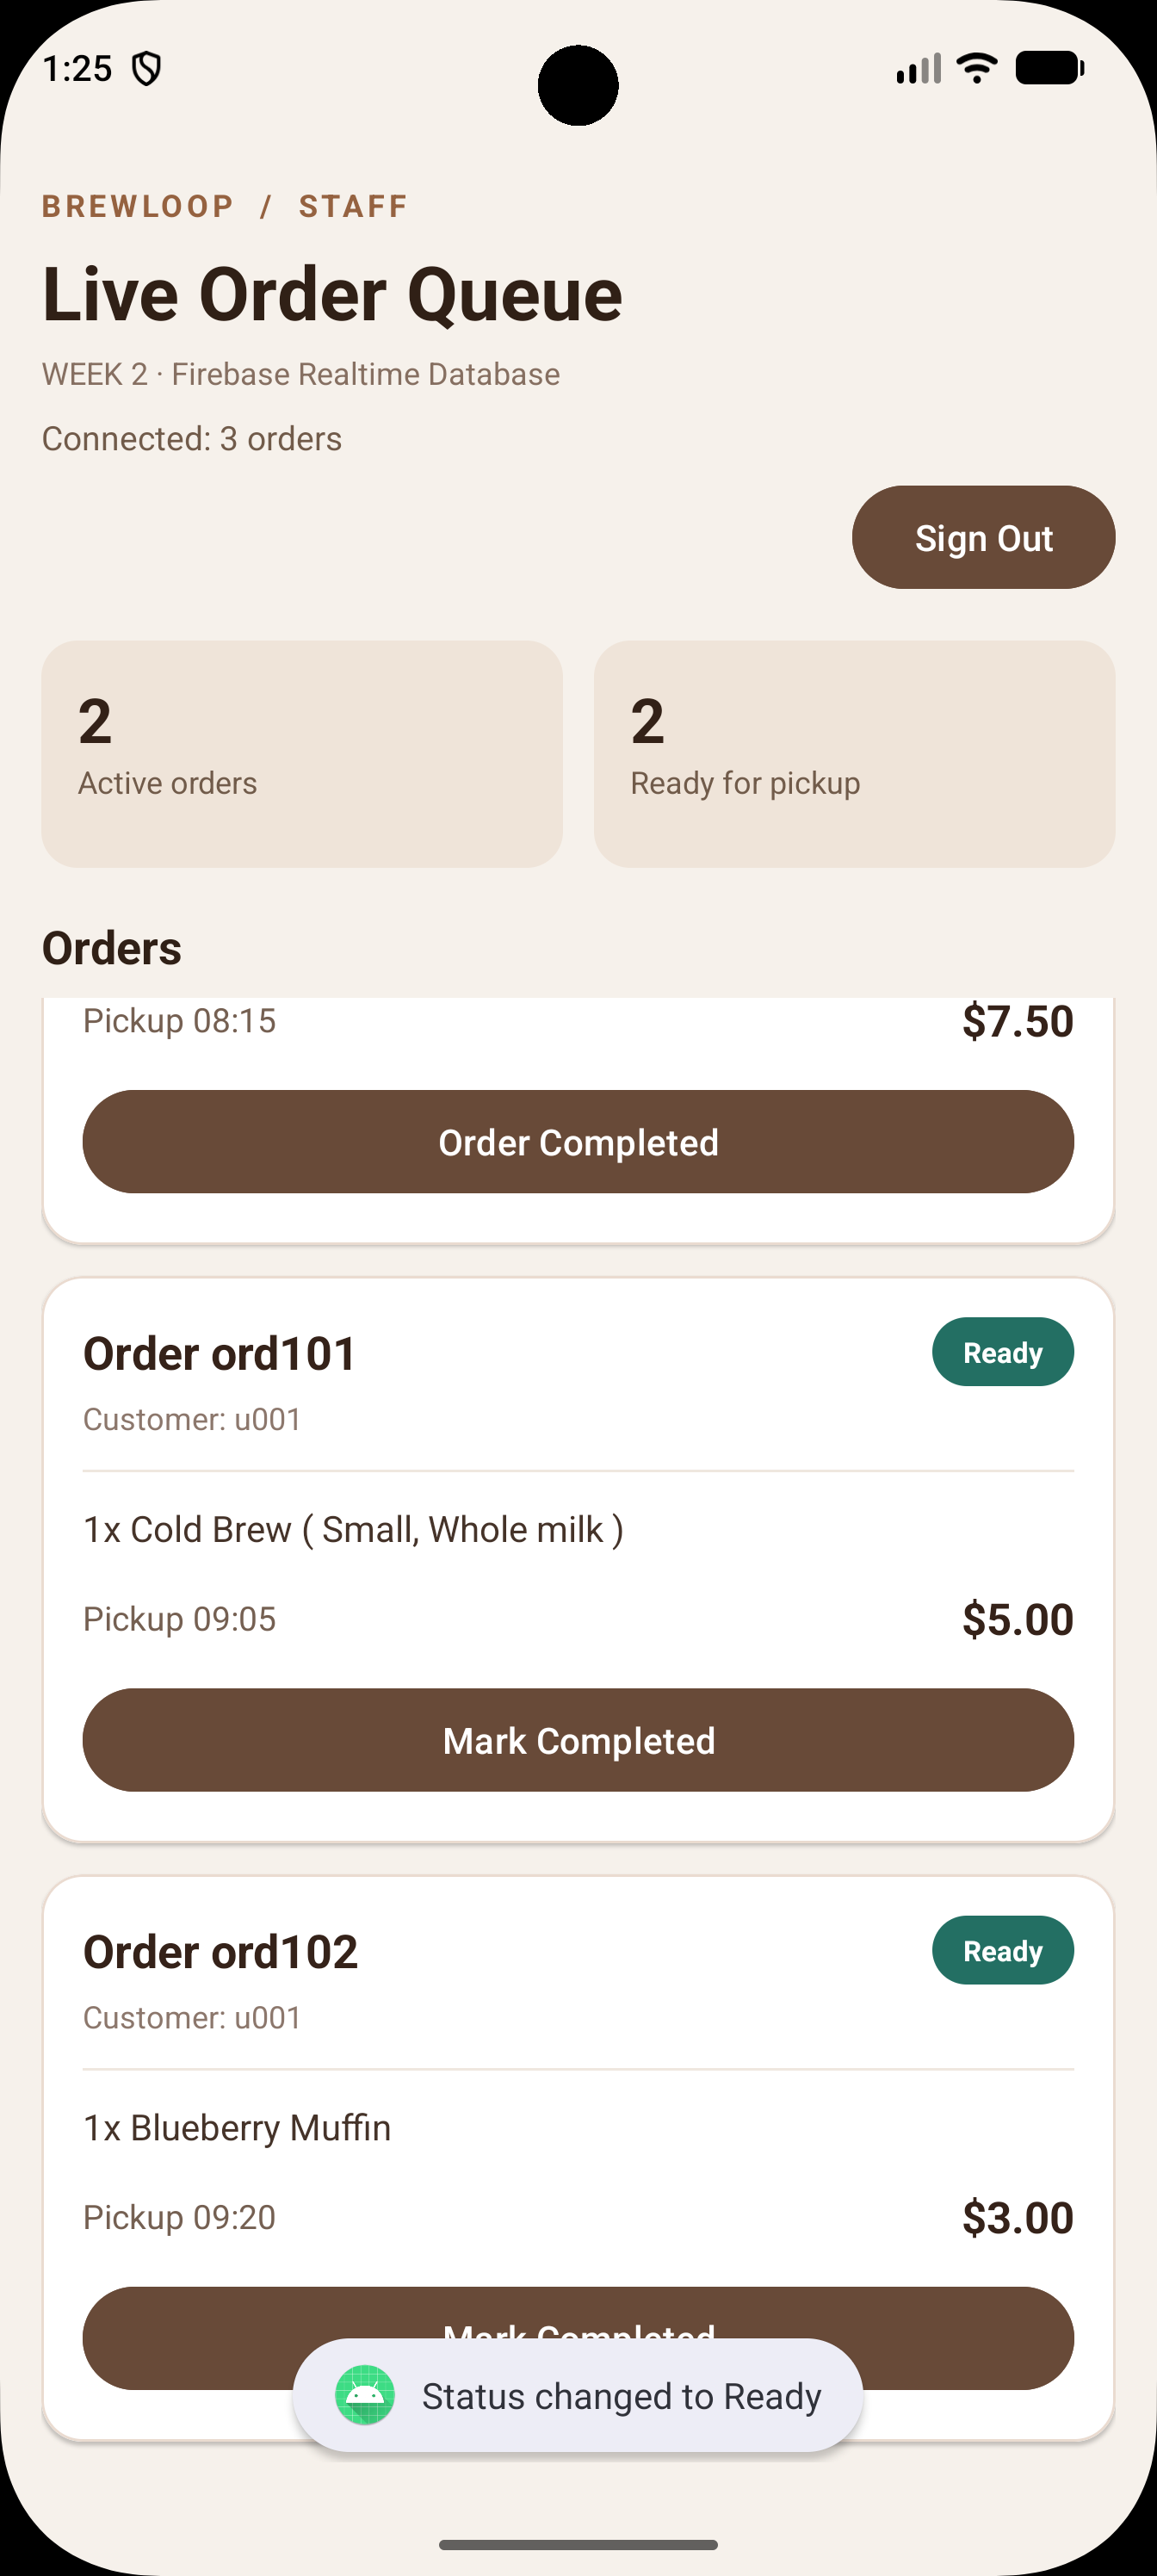 1:25
BREWLOOP / STAFF
Live Order Queue
WEEK 2 · Firebase Realtime Database
Connected: 3 orders
Sign Out
2
Active orders
2
Ready for pickup
Orders
Pickup 08:15 $7.50
Order Completed
Order ord101 Ready
Customer: u001
1x Cold Brew ( Small, Whole milk )
Pickup 09:05 $5.00
Mark Completed
Order ord102 Ready
Customer: u001
1x Blueberry Muffin
Pickup 09:20 $3.00
Mark Completed
Status changed to Ready